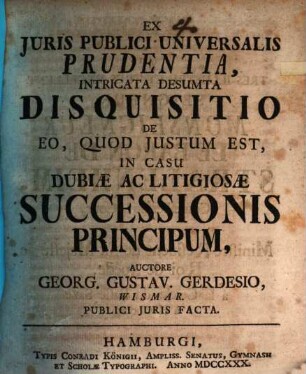 EX
JURIS PUBLICI UNIVERSALIS
PRUDENTIA,
INTRICATA DESUMTA
DISQUISITIO
DE
EO, QUOD JUSTUM EST,
IN CASU
DUBIÆ AC LITIGIOSÆ
SUCCESSIONIS
PRINCIPUM,
AUCTORE
GEORG. GUSTAV. GERDESIO,
WISMAR.
PUBLICI JURIS FACTA.
HAMBURGI,
TYPIS CONRADI KÖNIGII, AMPLISS. SENATUS, GYMNASII
ET SCHOLÆ TYPOGRAPHI. ANNO MDCCXXX.